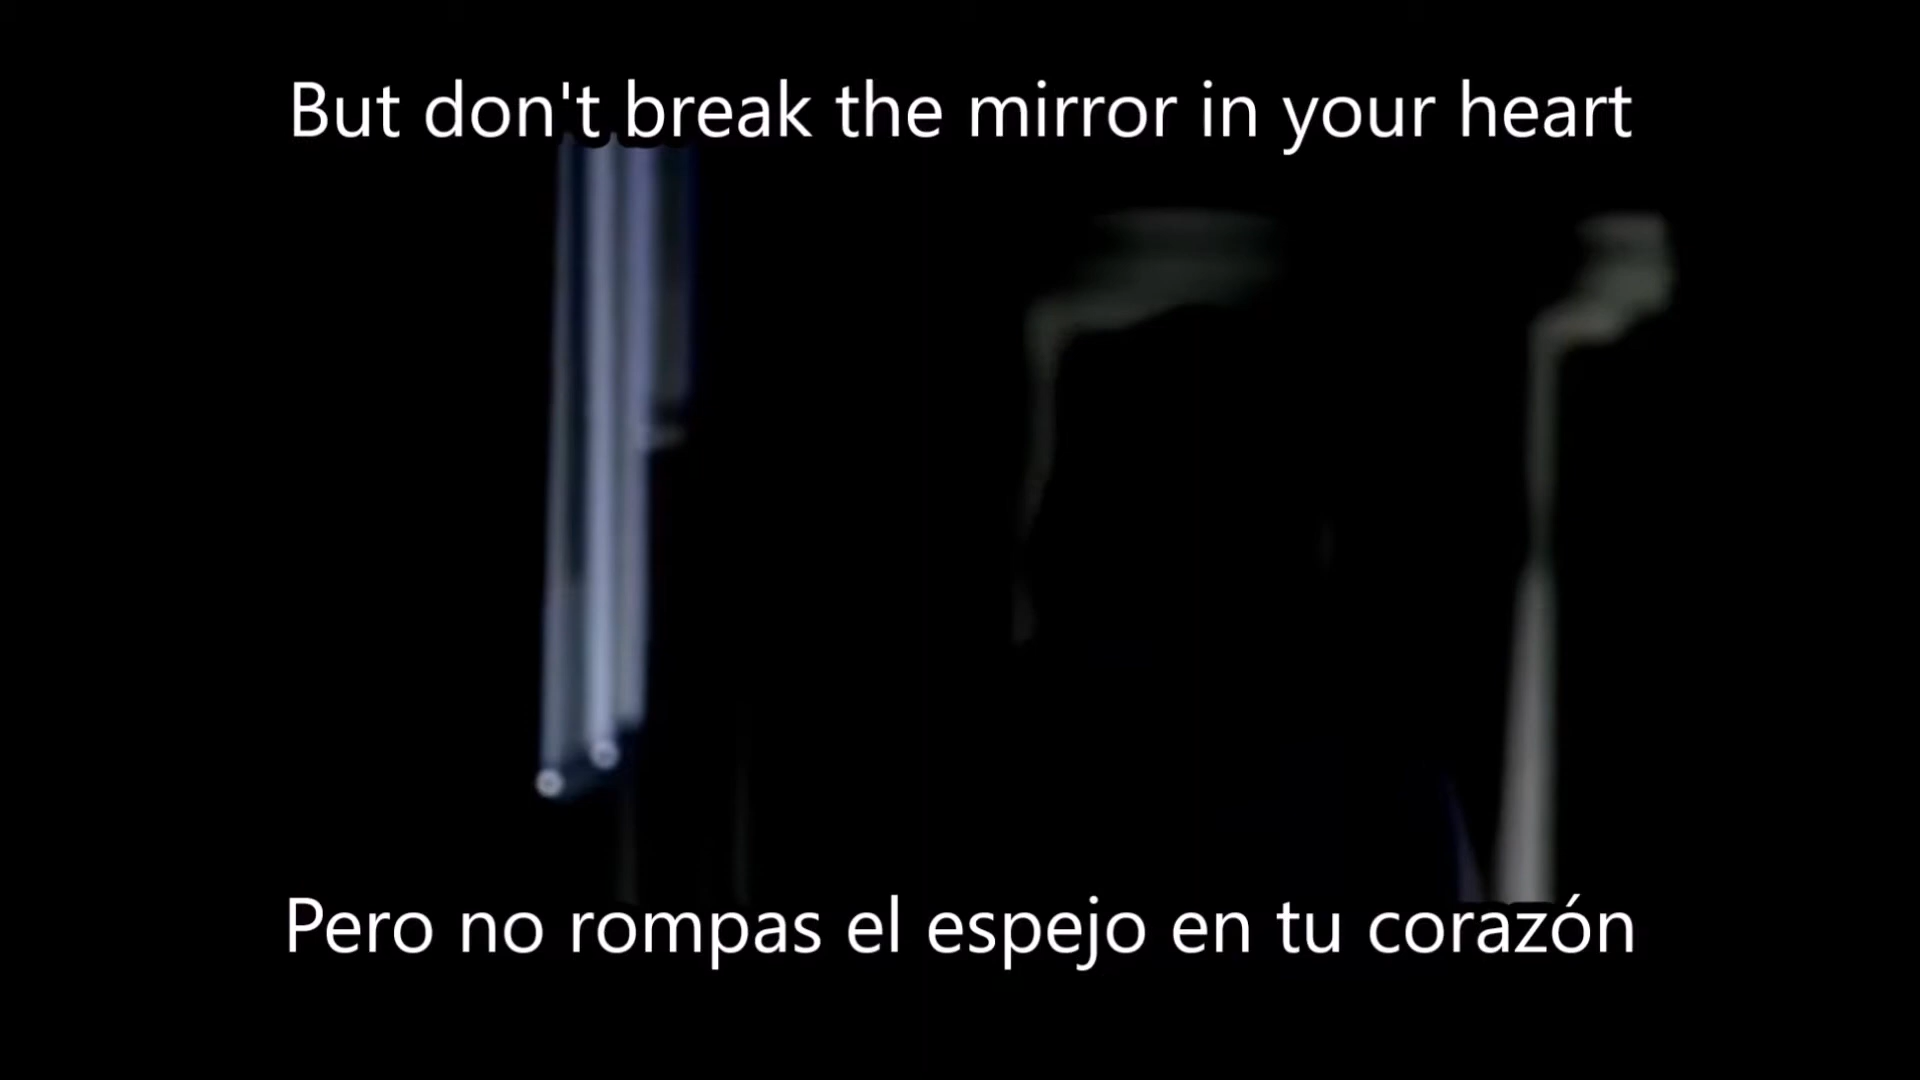 But don't break the mirror in your heart
Pero no rompas el espejo en tu corazón